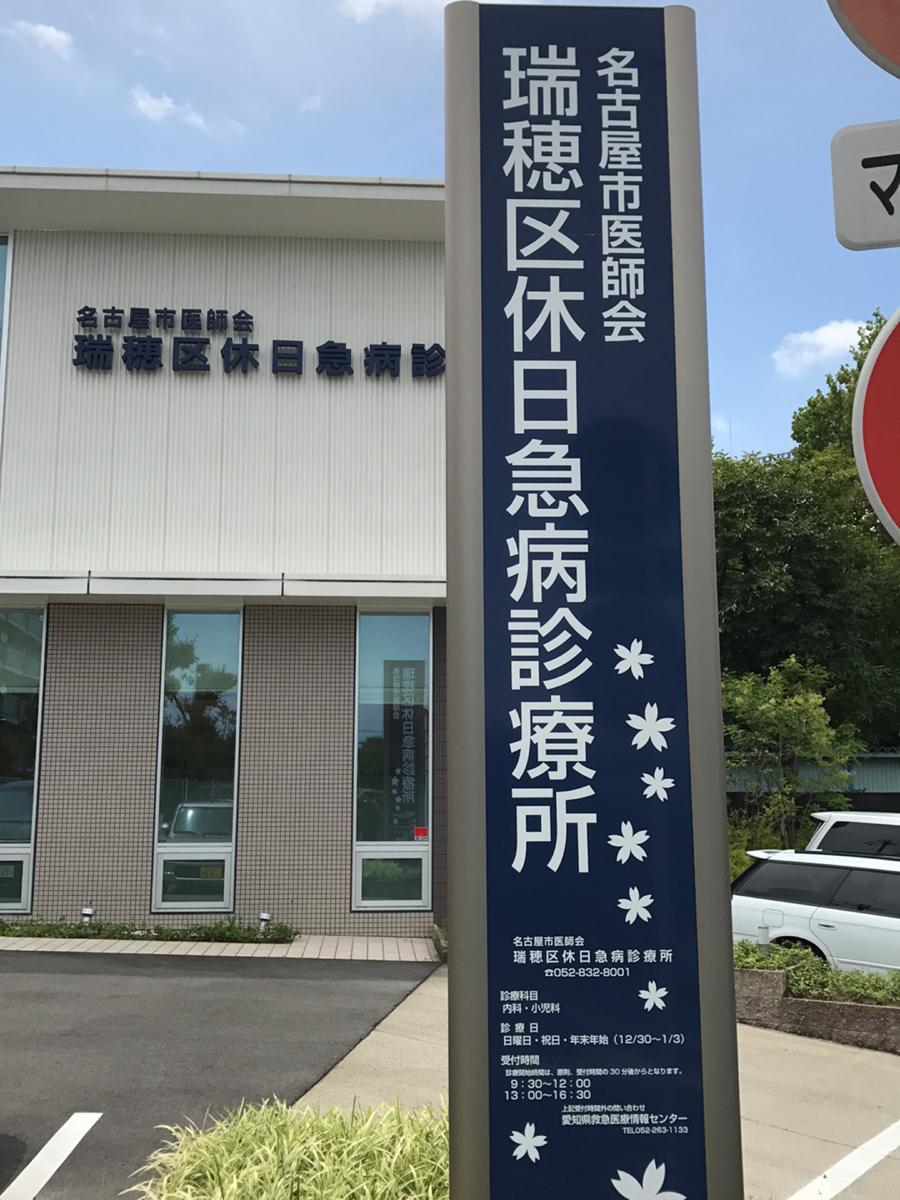 名古屋市医師会
瑞穂区休日急病診療所
名古屋市医師会
瑞穂区休日急病診療所
☎052-832-8001
診療科目
内科・小児科
診療日
日曜日・祝日・年末年始（12/30〜1/3）
受付時間
診療開始時間は、原則、受付時間の30分後からとなります。
9：30〜12：00
13：00〜16：30
上記受付時間外の問い合わせ
愛知県救急医療情報センター
TEL052-263-1133
名古屋市医師会
瑞穂区休日急病診
マ